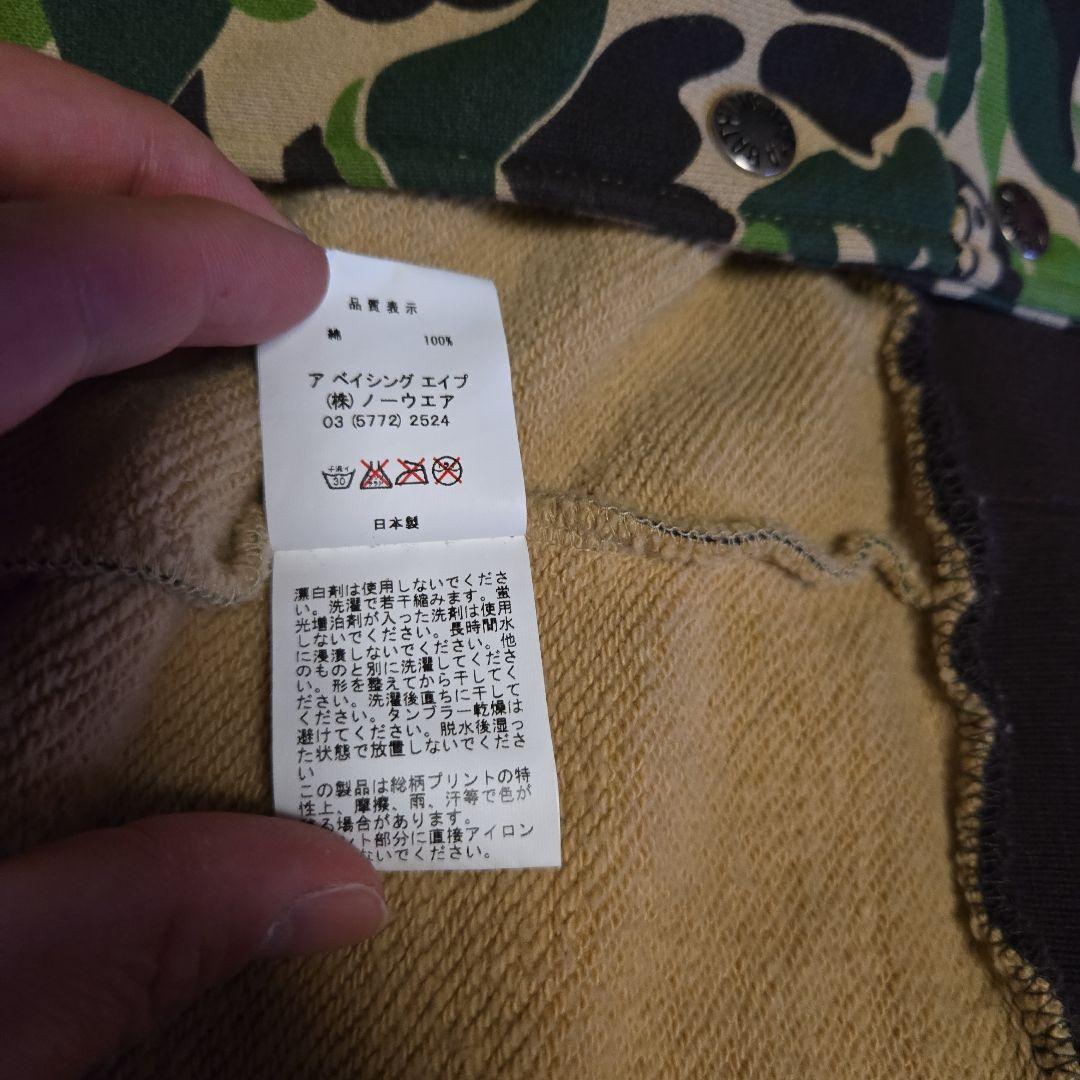 品質表示
綿 100%
ア ベイシング エイプ
(株) ノーウエア
03 (5772) 2524
手洗イ
30
日本製
漂白剤は使用しないでくださ
い。洗濯で若干縮みます。蛍
光増泊剤が入った洗剤は使用
しないでください。長時間水
に浸漬しないでください。他
のものと別に洗濯してくださ
い。形を整えてから干してく
ださい。洗濯後直ちに干して
ください。タンブラー乾燥は
避けてください。脱水後湿っ
た状態で放置しないでくださ
い
この製品は総柄プリントの特
性上、摩擦、雨、汗等で色が
る場合があります。
ント部分に直接アイロン
ないでください。